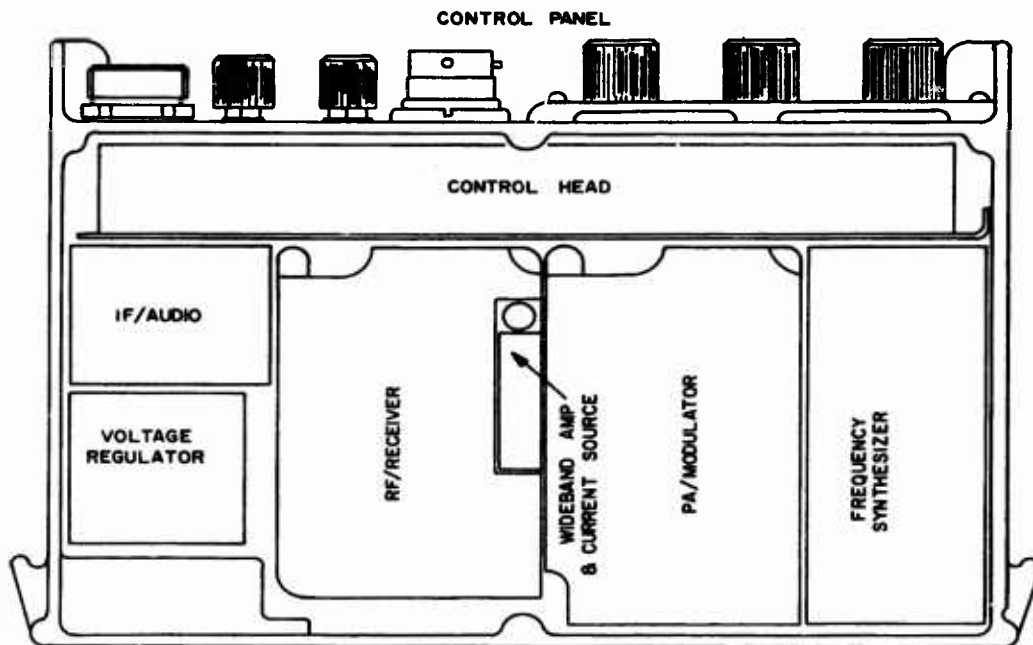 CONTROL PANEL
CONTROL HEAD
IF/AUDIO
VOLTAGE
REGULATOR
RF/RECEIVER
WIDEBAND AMP
& CURRENT SOURCE
PA/MODULATOR
FREQUENCY
SYNTHESIZER